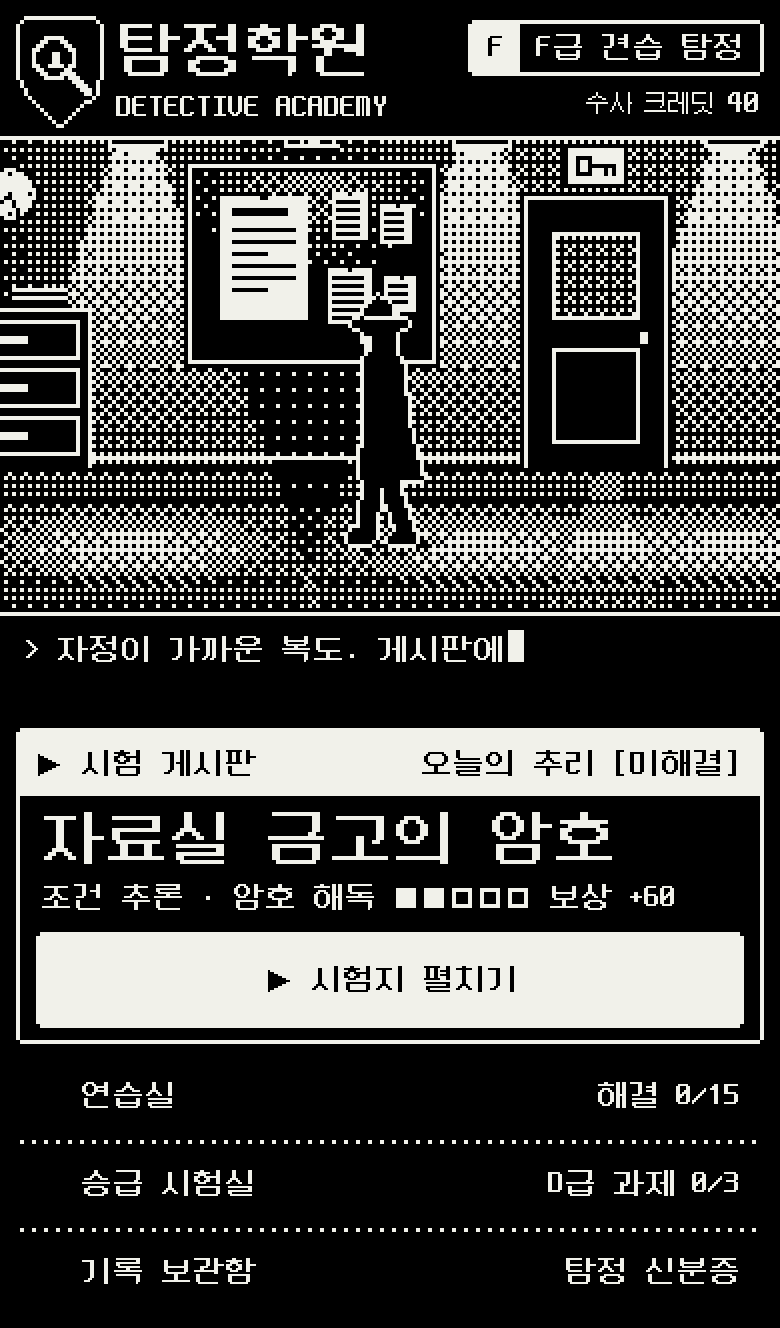 탐정학원
DETECTIVE ACADEMY
F F급 견습 탐정
수사 크레딧 40
> 자정이 가까운 복도. 게시판에
▶ 시험 게시판 오늘의 추리 [미해결]
자료실 금고의 암호
조건 추론 · 암호 해독 ■■□□□ 보상 +60
▶ 시험지 펼치기
연습실 해결 0/15
승급 시험실 D급 과제 0/3
기록 보관함 탐정 신분증